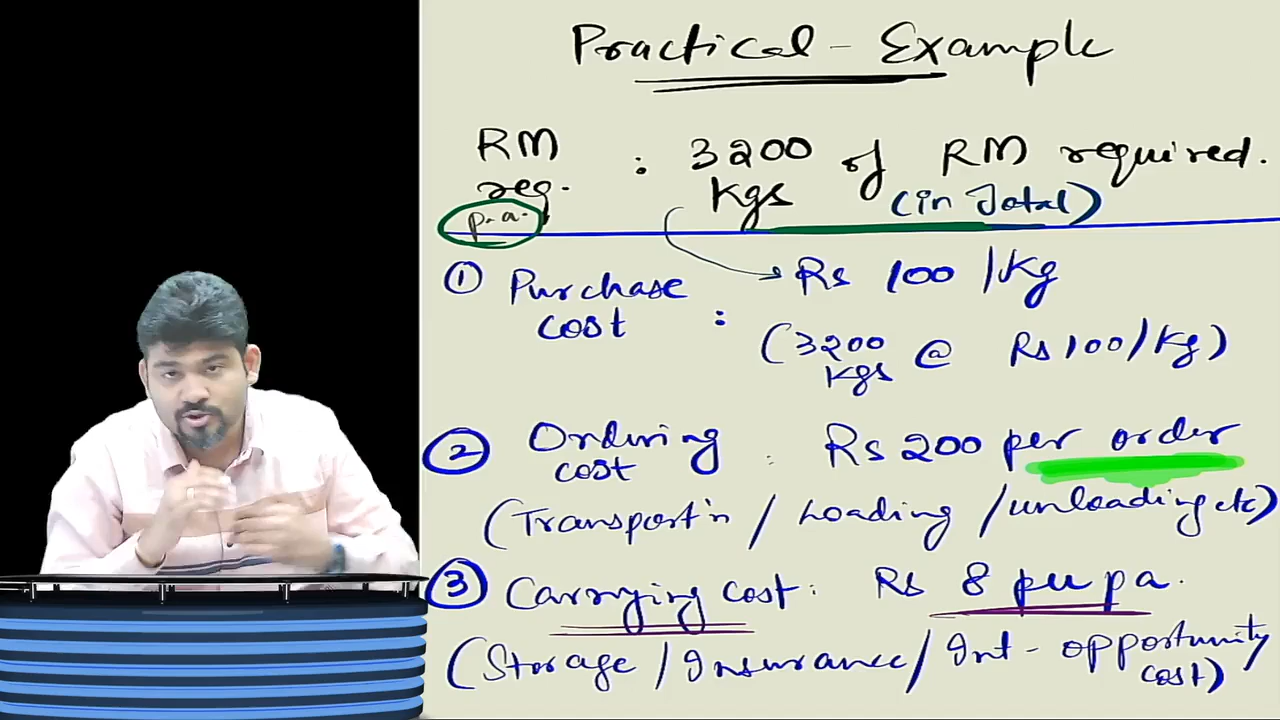 Practical - Example
RM : 3200 of RM required.
req. Kgs (in Total)
p.a.
① Purchase Rs 100 /Kg
cost : (3200 @ Rs 100/Kg)
Kgs
② Ordering : Rs 200 per order
cost
(Transport'n / Loading / unloading etc)
③ Carrying cost : Rs 8 pu pa.
(Storage / Insurance / Int - opportunity
cost)